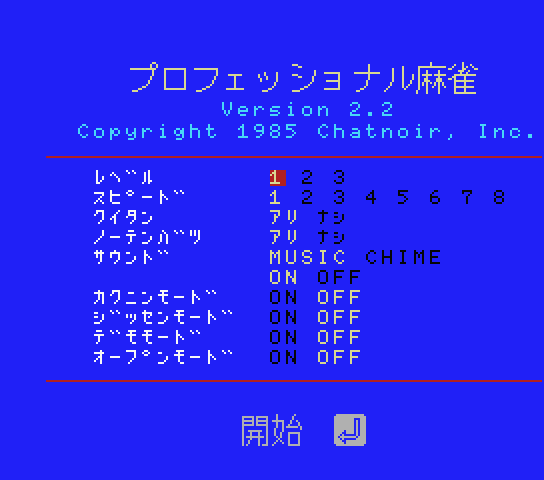 プロフェッショナル麻雀
Version 2.2
Copyright 1985 Chatnoir, Inc.
レベル 1 2 3
スピード 1 2 3 4 5 6 7 8
クイタン アリ ナシ
ノーテンバツ アリ ナシ
サウンド MUSIC CHIME
ON OFF
カクニンモード ON OFF
ジッセンモード ON OFF
デモモード ON OFF
オープンモード ON OFF
開始 ↲